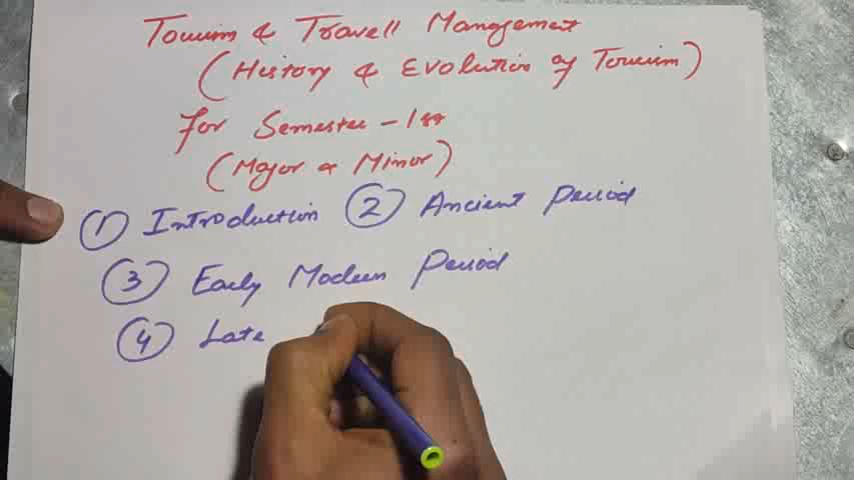 Tourism & Travell Management
(History & Evolution of Tourism)
for Semester - 1st
(Major or Minor)
① Introduction ② Ancient Period
③ Early Modern Period
④ Late